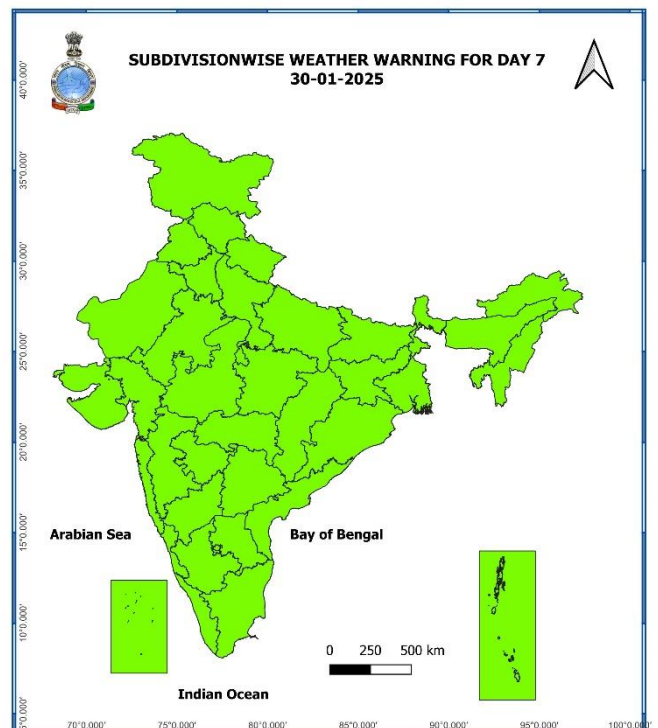 SUBDIVISIONWISE WEATHER WARNING FOR DAY 7
30-01-2025
40°0.000'
35°0.000'
30°0.000'
25°0.000'
20°0.000'
15°0.000'
10°0.000'
5°0.000'
Arabian Sea
Bay of Bengal
0 250 500 km
Indian Ocean
70°0.000' 75°0.000' 80°0.000' 85°0.000' 90°0.000' 95°0.000' 100°0.000'